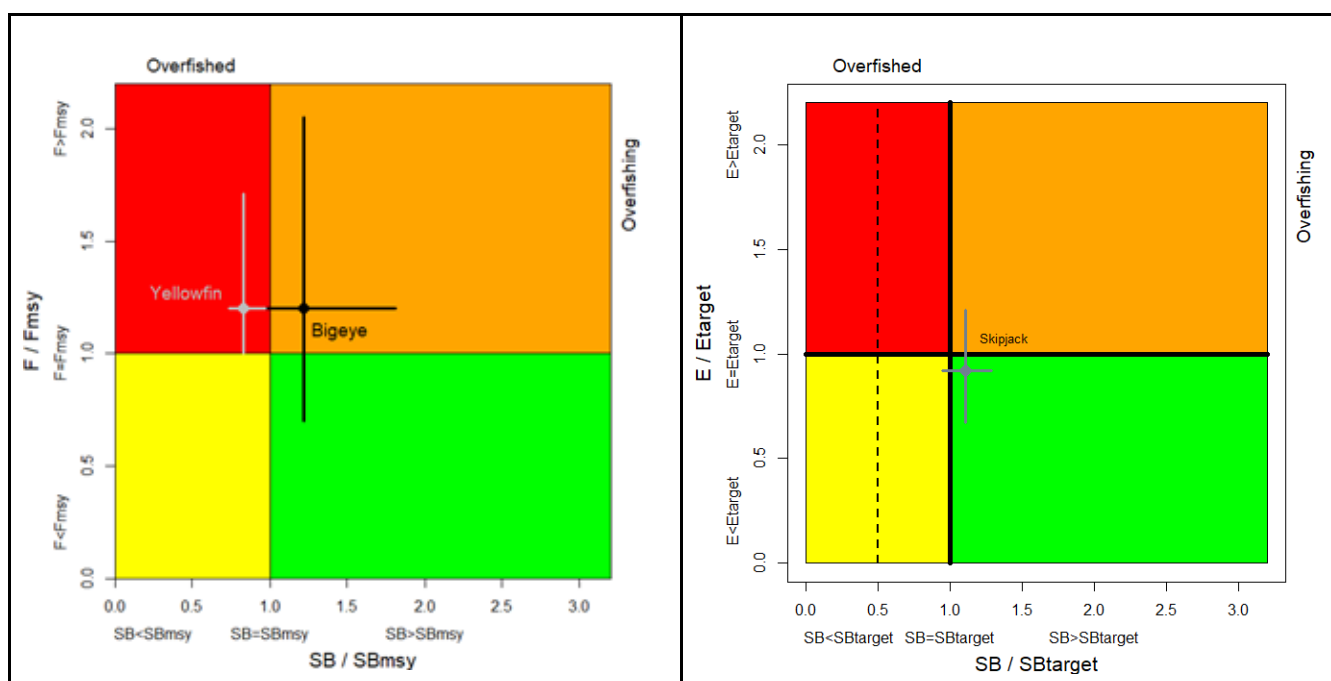 Overfished
Overfishing
F>Fmsy
F=Fmsy
F<Fmsy
F / Fmsy
2.0
1.5
1.0
0.5
0.0
Yellowfin
Bigeye
0.0 0.5 1.0 1.5 2.0 2.5 3.0
SB<SBmsy SB=SBmsy SB>SBmsy
SB / SBmsy
Overfished
Overfishing
E>Etarget
E=Etarget
E<Etarget
E / Etarget
2.0
1.5
1.0
0.5
0.0
Skipjack
0.0 0.5 1.0 1.5 2.0 2.5 3.0
SB<SBtarget SB=SBtarget SB>SBtarget
SB / SBtarget